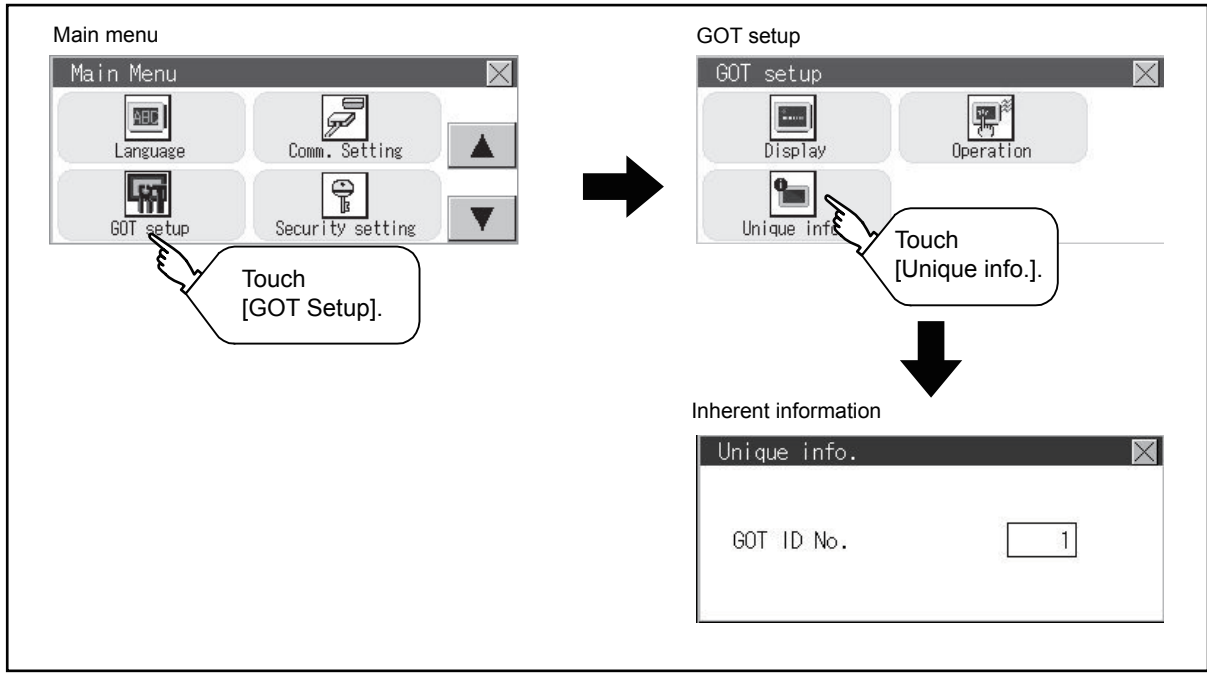 Main menu
Main Menu
ABC
Language
Comm. Setting
GOT setup
Security setting
Touch
[GOT Setup].
GOT setup
GOT setup
Display
Operation
Unique info
Touch
[Unique info.].
Inherent information
Unique info.
GOT ID No.
1